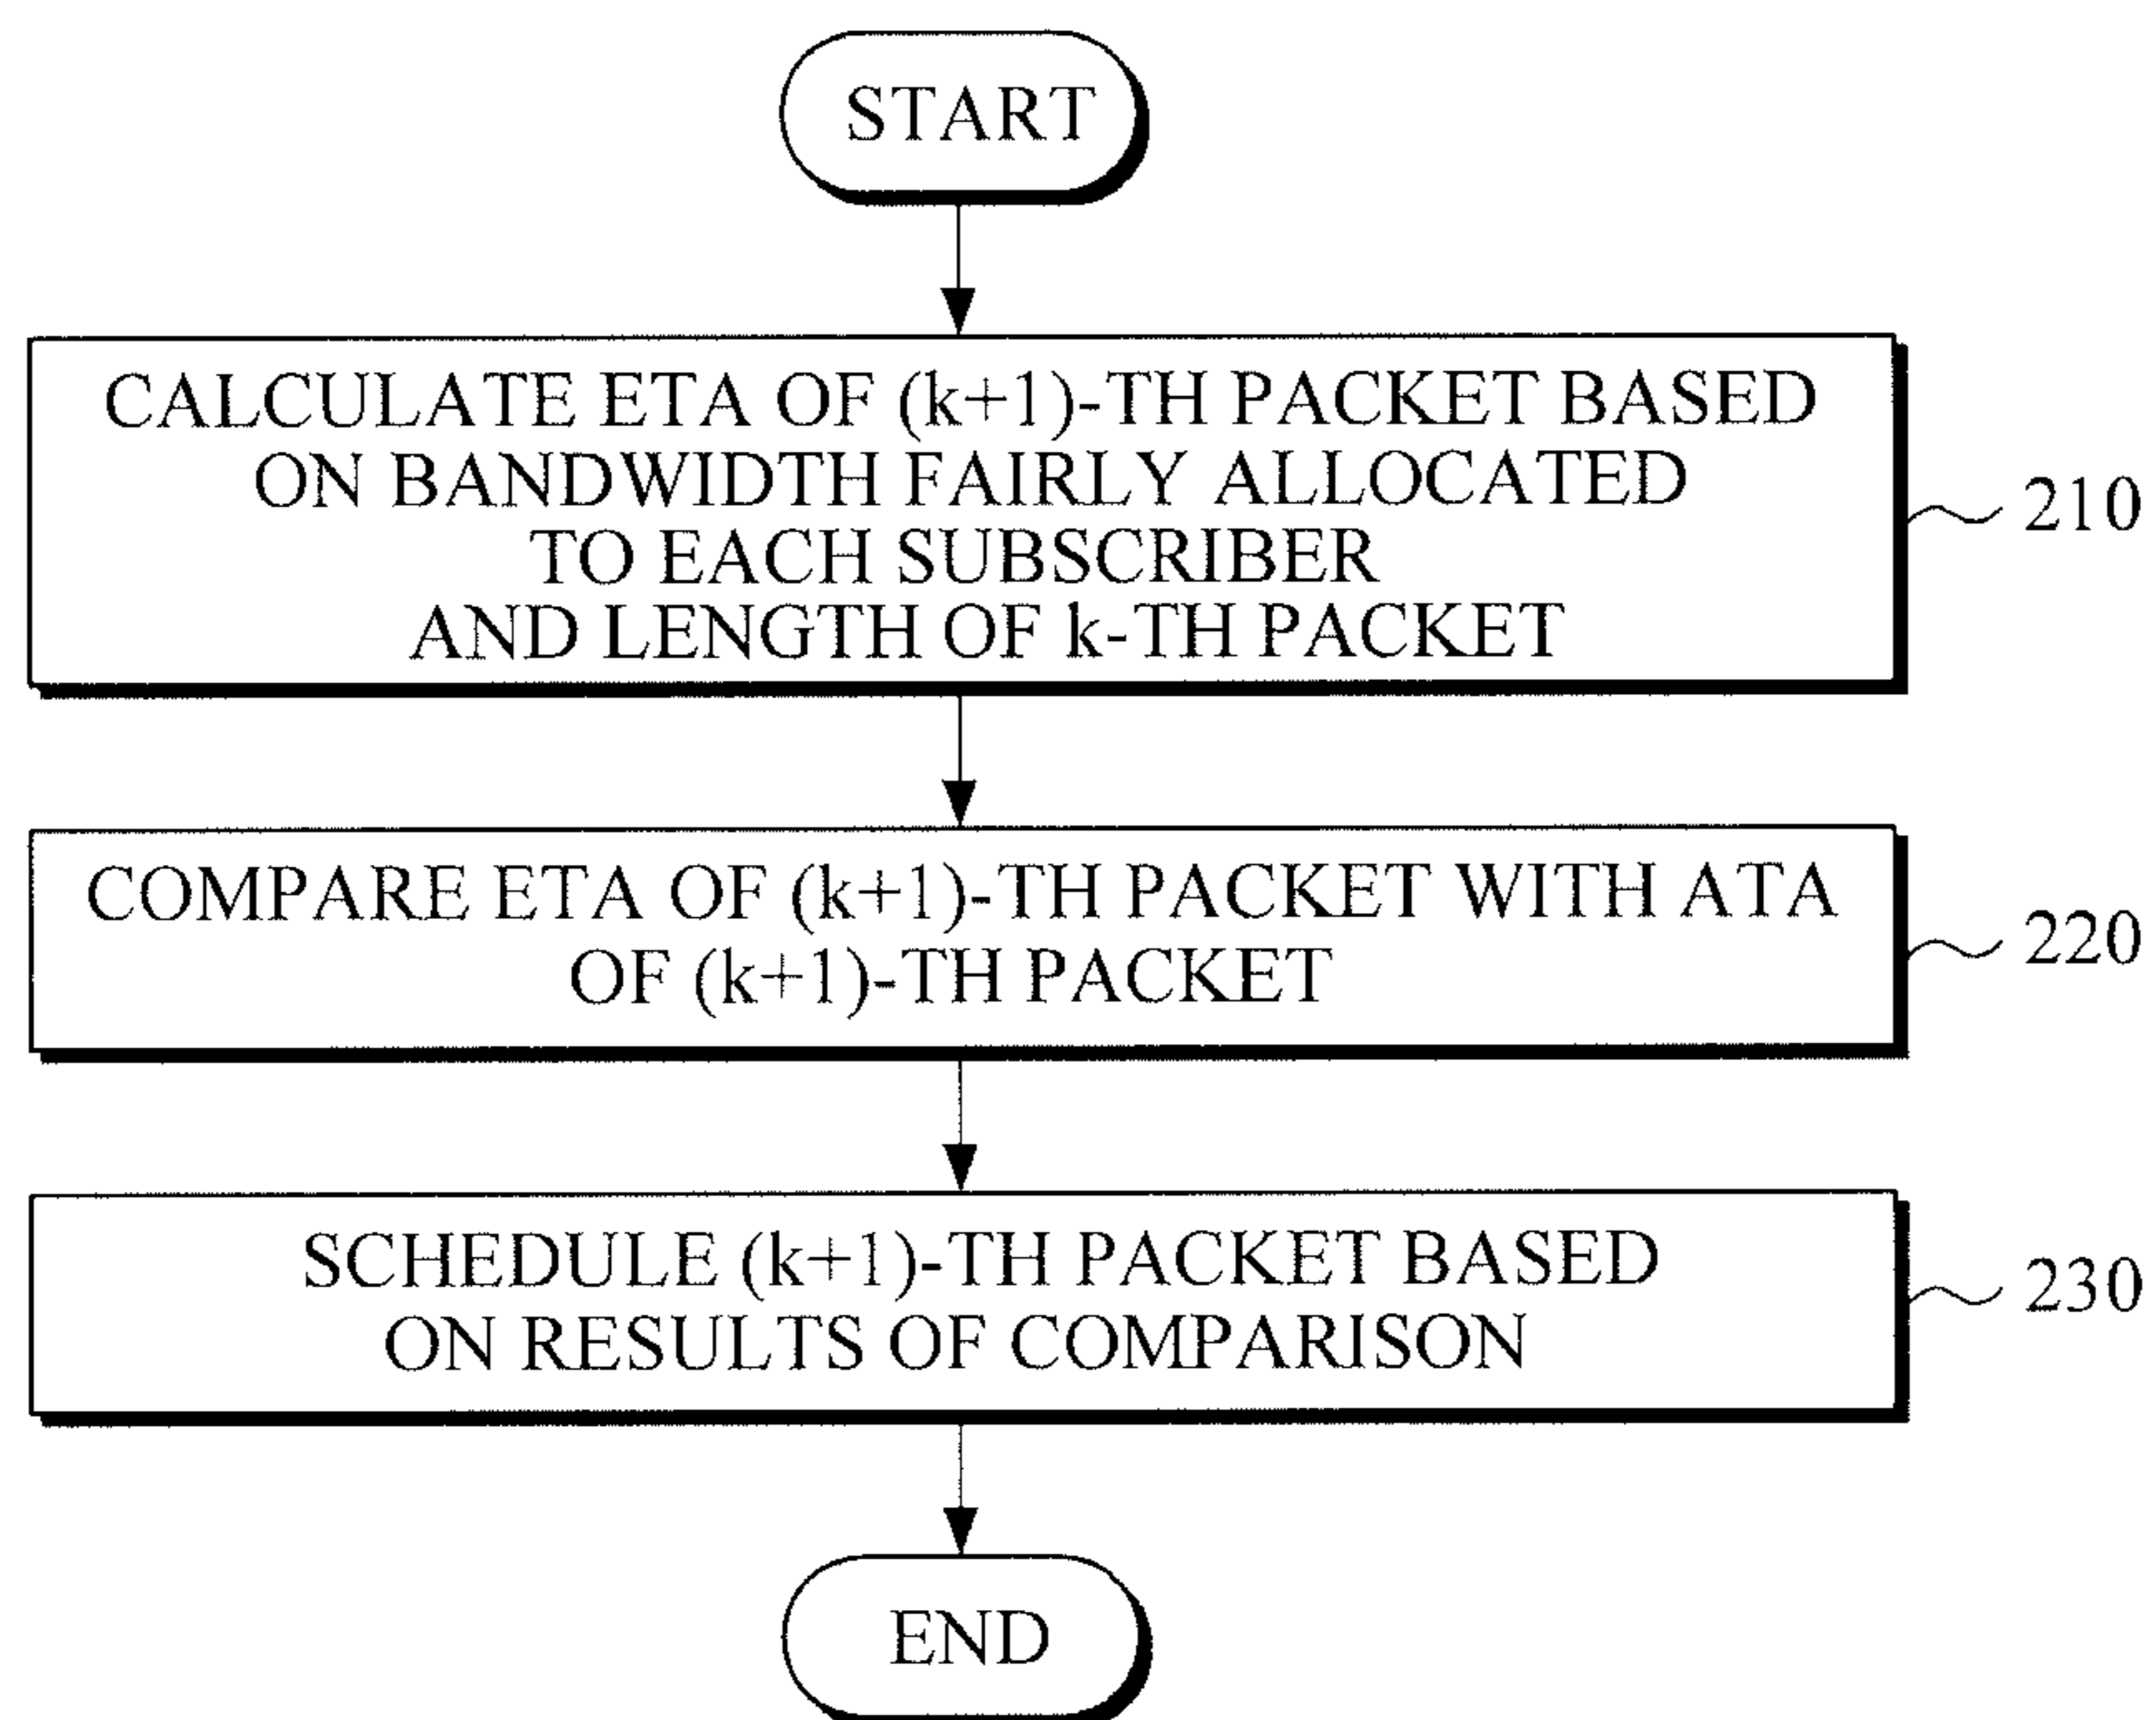 START
CALCULATE ETA OF (k+1)-TH PACKET BASED
ON BANDWIDTH FAIRLY ALLOCATED
TO EACH SUBSCRIBER
AND LENGTH OF k-TH PACKET
210
COMPARE ETA OF (k+1)-TH PACKET WITH ATA
OF (k+1)-TH PACKET
220
SCHEDULE (k+1)-TH PACKET BASED
ON RESULTS OF COMPARISON
230
END